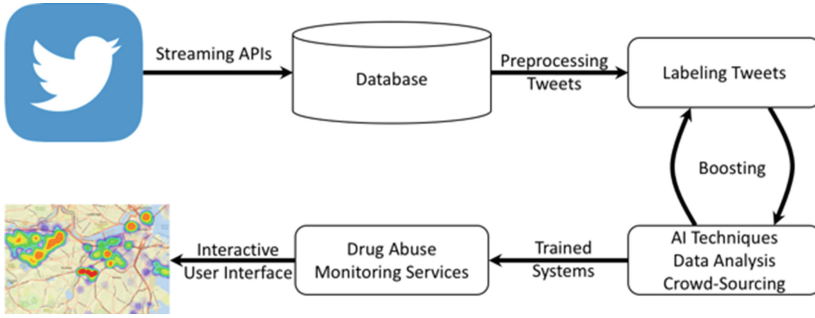 Streaming APIs
Database
Preprocessing
Tweets
Labeling Tweets
Boosting
AI Techniques
Data Analysis
Crowd-Sourcing
Trained
Systems
Drug Abuse
Monitoring Services
Interactive
User Interface